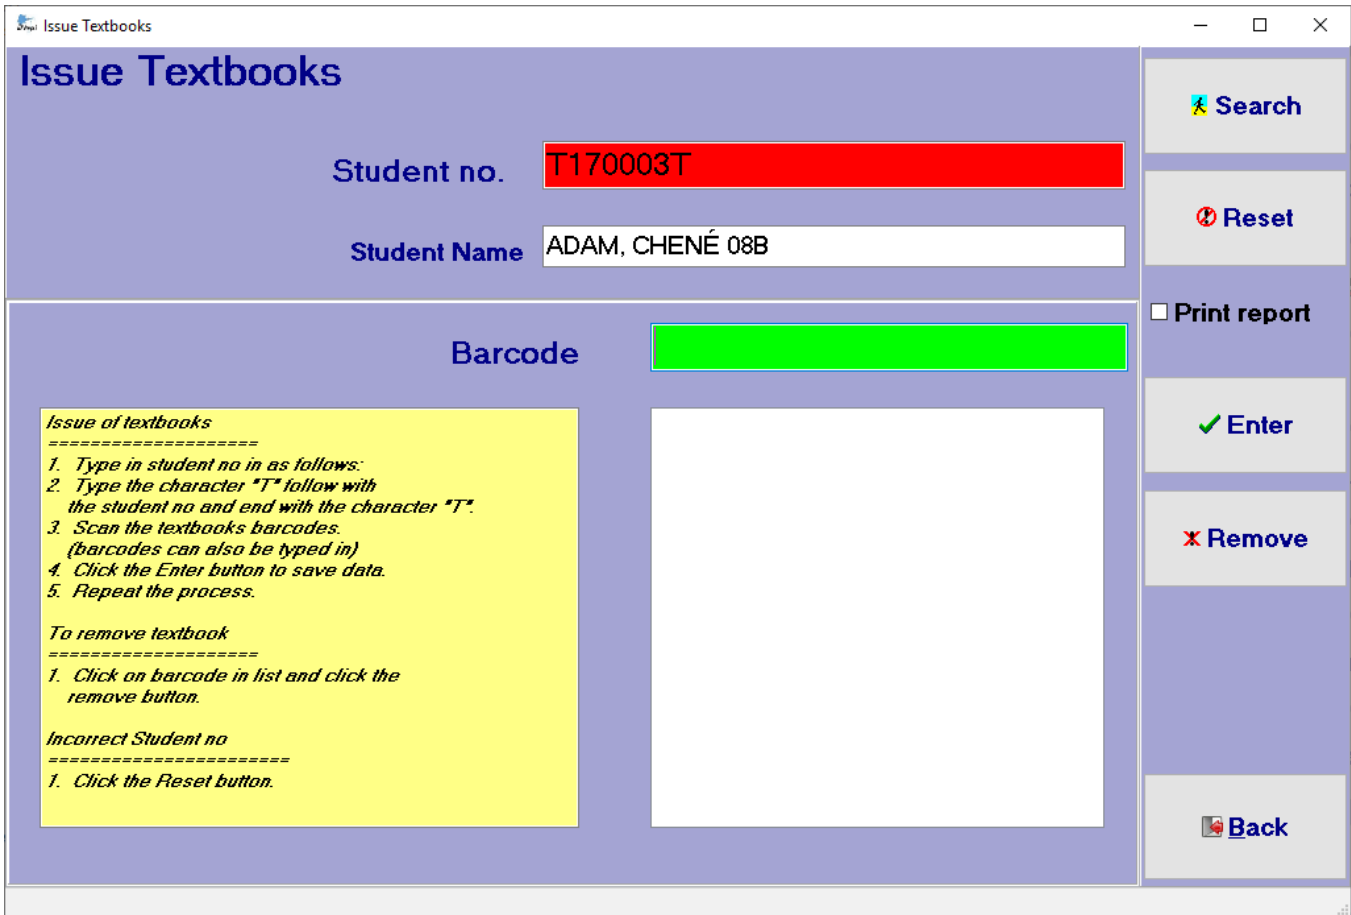 Issue Textbooks
Issue Textbooks
Student no.
T170003T
Student Name
ADAM, CHENÉ 08B
Barcode
Issue of textbooks
====================
1. Type in student no in as follows:
2. Type the character "T" follow with
the student no and end with the character "T".
3. Scan the textbooks barcodes.
(barcodes can also be typed in)
4. Click the Enter button to save data.
5. Repeat the process.
To remove textbook
====================
1. Click on barcode in list and click the
remove button.
Incorrect Student no
=======================
1. Click the Reset button.
Search
Reset
Print report
Enter
Remove
Back